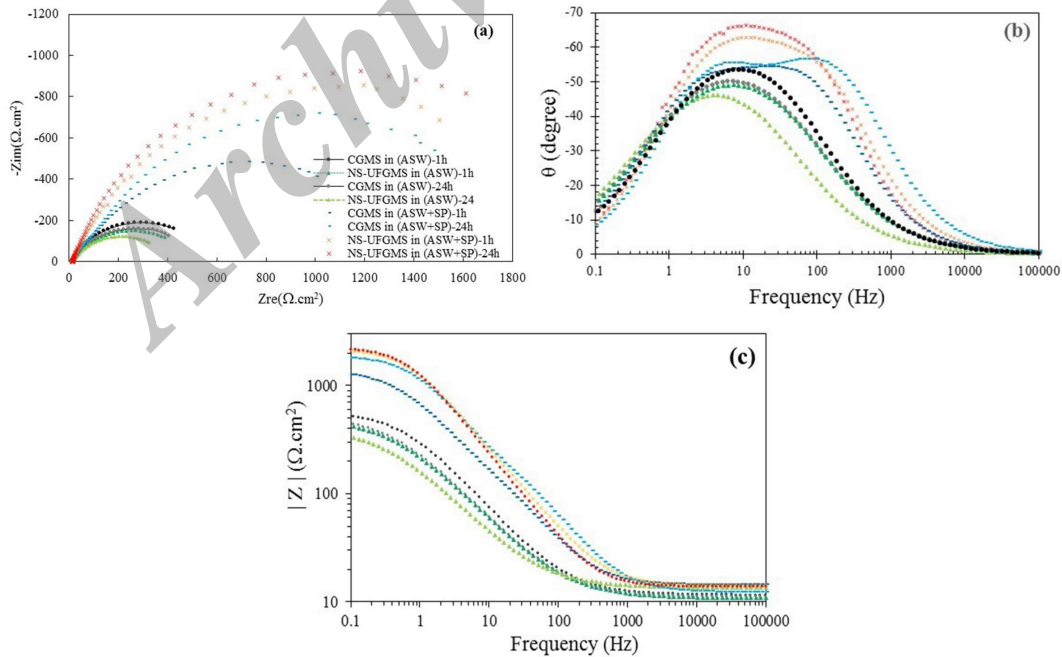 -1200
-1000
-800
-600
-400
-200
0
0 200 400 600 800 1000 1200 1400 1600 1800
-Zim(Ω.cm²)
Zre(Ω.cm²)
(a)
CGMS in (ASW)-1h
NS-UFGMS in (ASW)-1h
CGMS in (ASW)-24h
NS-UFGMS in (ASW)-24
CGMS in (ASW+SP)-1h
CGMS in (ASW+SP)-24h
NS-UFGMS in (ASW+SP)-1h
NS-UFGMS in (ASW+SP)-24h
Archiv
-70
-60
-50
-40
-30
-20
-10
0
0.1 1 10 100 1000 10000 100000
θ (degree)
Frequency (Hz)
(b)
1000
100
10
0.1 1 10 100 1000 10000 100000
| Z | (Ω.cm²)
Frequency (Hz)
(c)